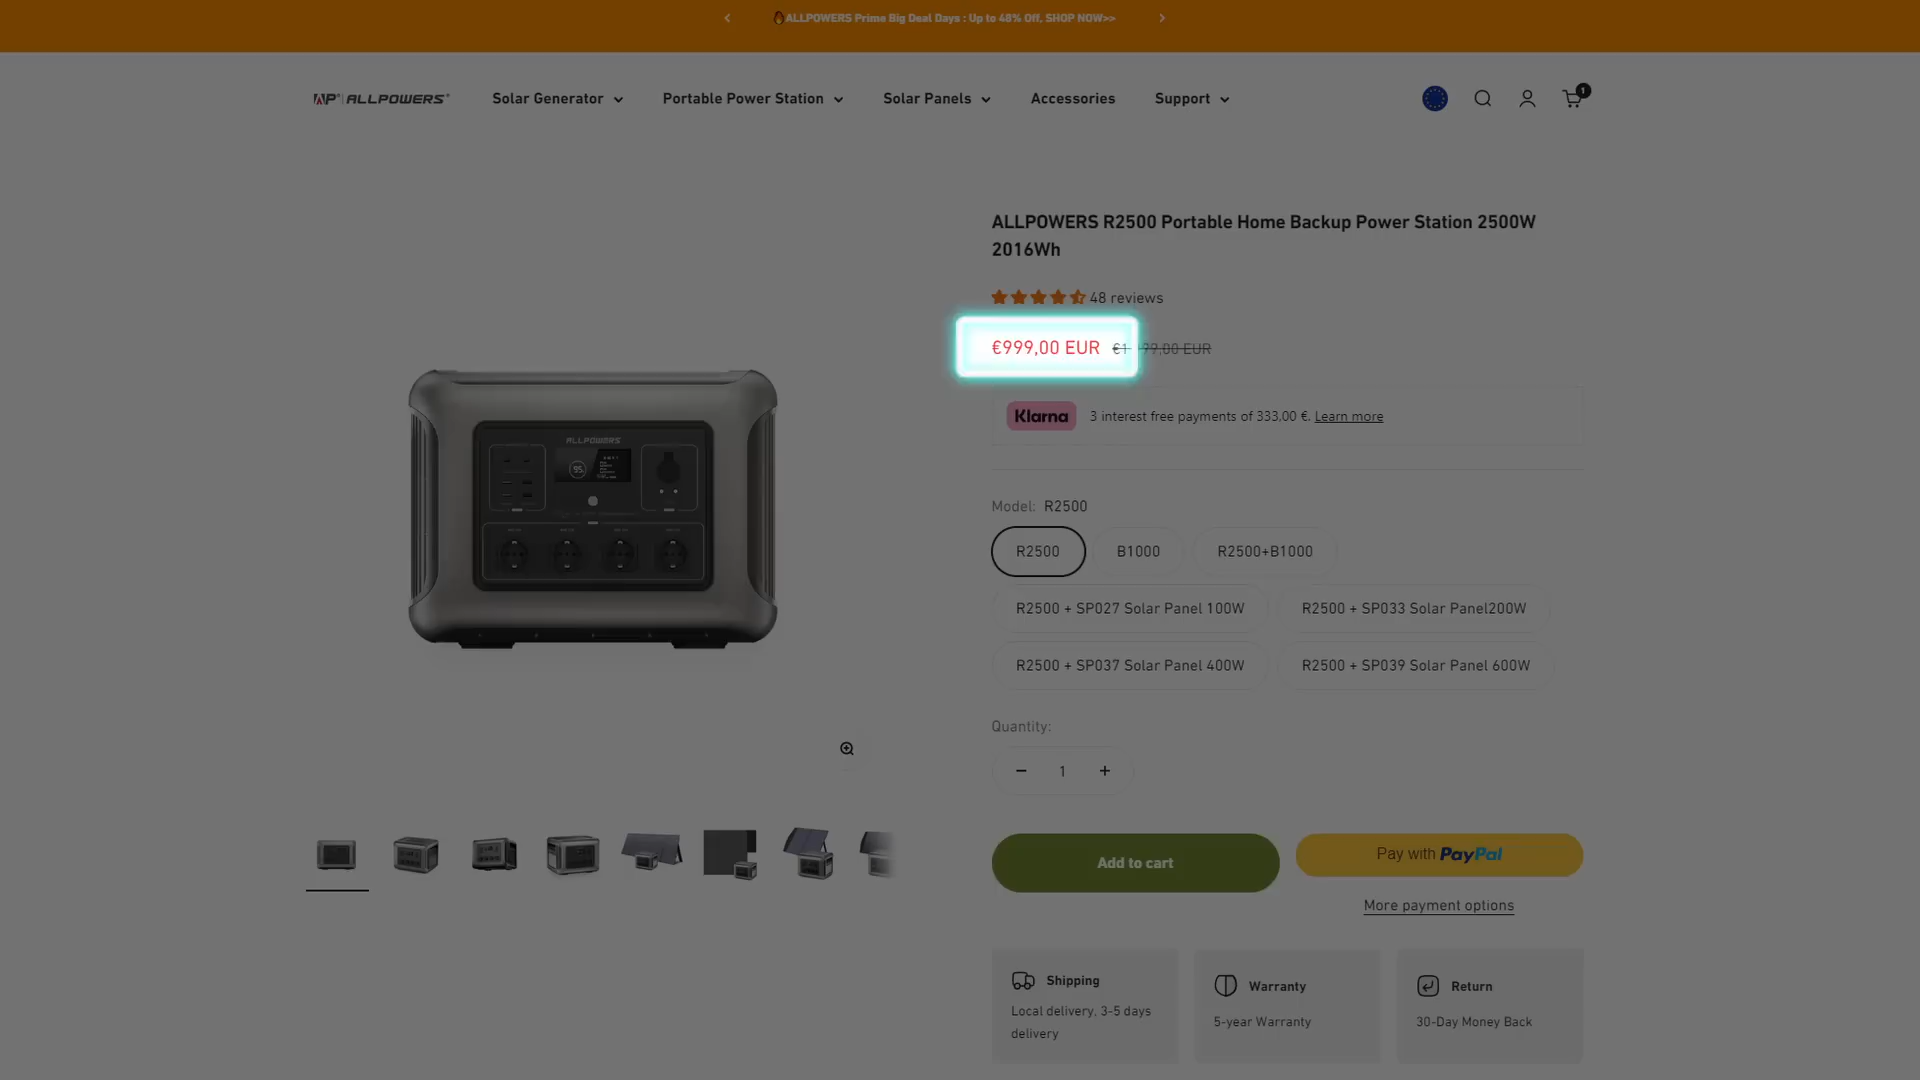 ALLPOWERS Prime Big Deal Days : Up to 48% Off, SHOP NOW>>
ALLPOWERS
Solar Generator
Portable Power Station
Solar Panels
Accessories
Support
1
ALLPOWERS R2500 Portable Home Backup Power Station 2500W
2016Wh
48 reviews
€999,00 EUR
99,00 EUR
Klarna
3 interest free payments of 333.00 €. Learn more
Model: R2500
R2500
B1000
R2500+B1000
R2500 + SP027 Solar Panel 100W
R2500 + SP033 Solar Panel200W
R2500 + SP037 Solar Panel 400W
R2500 + SP039 Solar Panel 600W
Quantity:
1
ALLPOWERS
95
Add to cart
Pay with PayPal
More payment options
Shipping
Local delivery, 3-5 days
delivery
Warranty
5-year Warranty
Return
30-Day Money Back